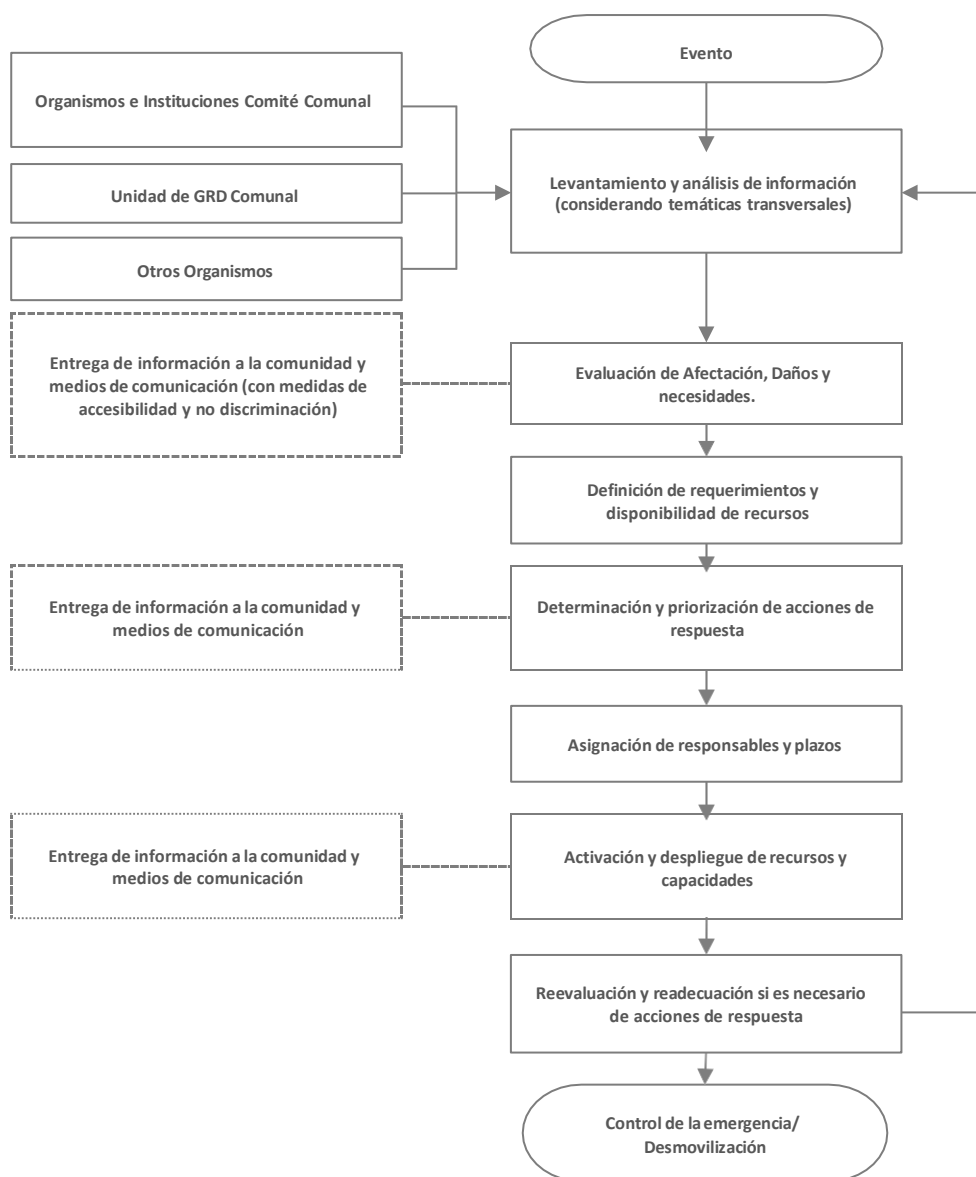 Evento
Organismos e Instituciones Comité Comunal
Unidad de GRD Comunal
Otros Organismos
Levantamiento y análisis de información
(considerando temáticas transversales)
Entrega de información a la comunidad y
medios de comunicación (con medidas de
accesibilidad y no discriminación)
Evaluación de Afectación, Daños y
necesidades.
Definición de requerimientos y
disponibilidad de recursos
Entrega de información a la comunidad y
medios de comunicación
Determinación y priorización de acciones de
respuesta
Asignación de responsables y plazos
Entrega de información a la comunidad y
medios de comunicación
Activación y despliegue de recursos y
capacidades
Reevaluación y readecuación si es necesario
de acciones de respuesta
Control de la emergencia/
Desmovilización